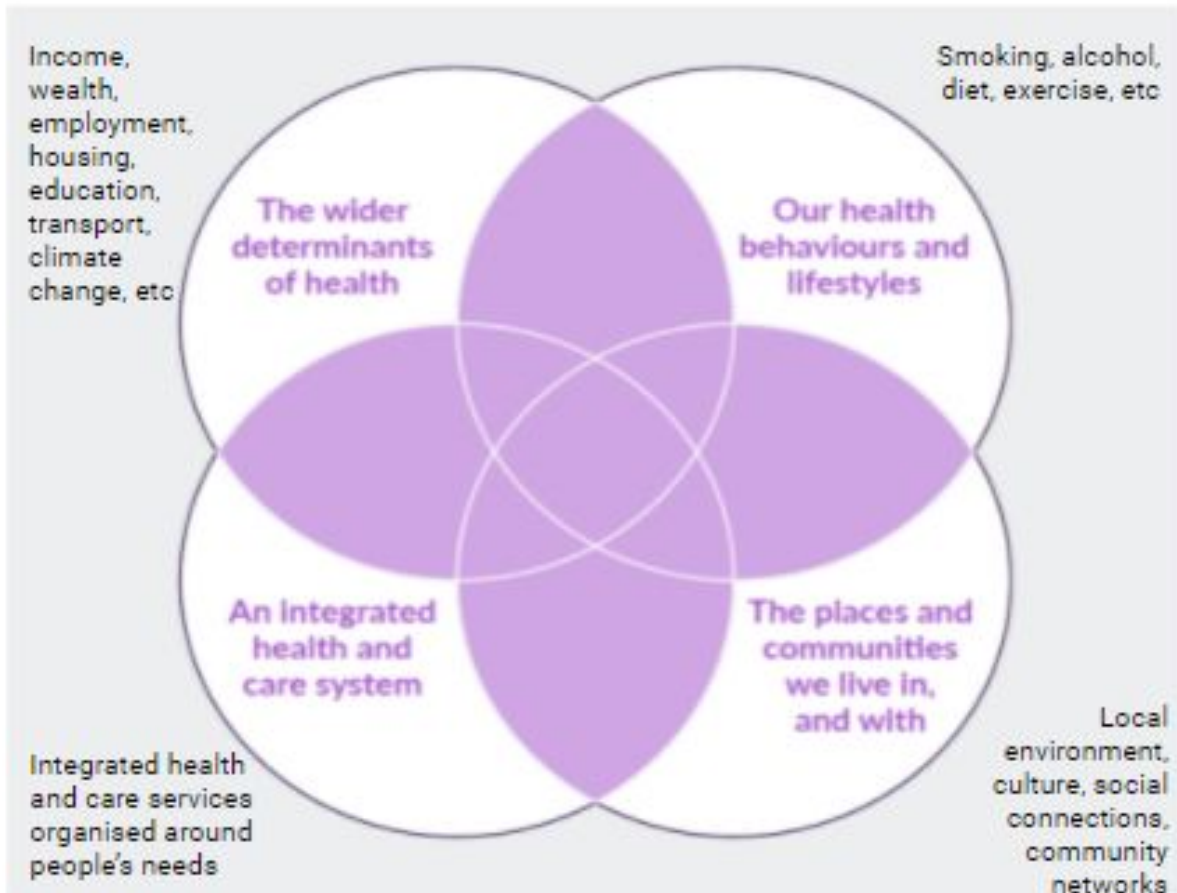 Income,
wealth,
employment,
housing,
education,
transport,
climate
change, etc
Smoking, alcohol,
diet, exercise, etc
The wider
determinants
of health
Our health
behaviours and
lifestyles
An integrated
health and
care system
The places and
communities
we live in,
and with
Integrated health
and care services
organised around
people's needs
Local
environment,
culture, social
connections,
community
networks